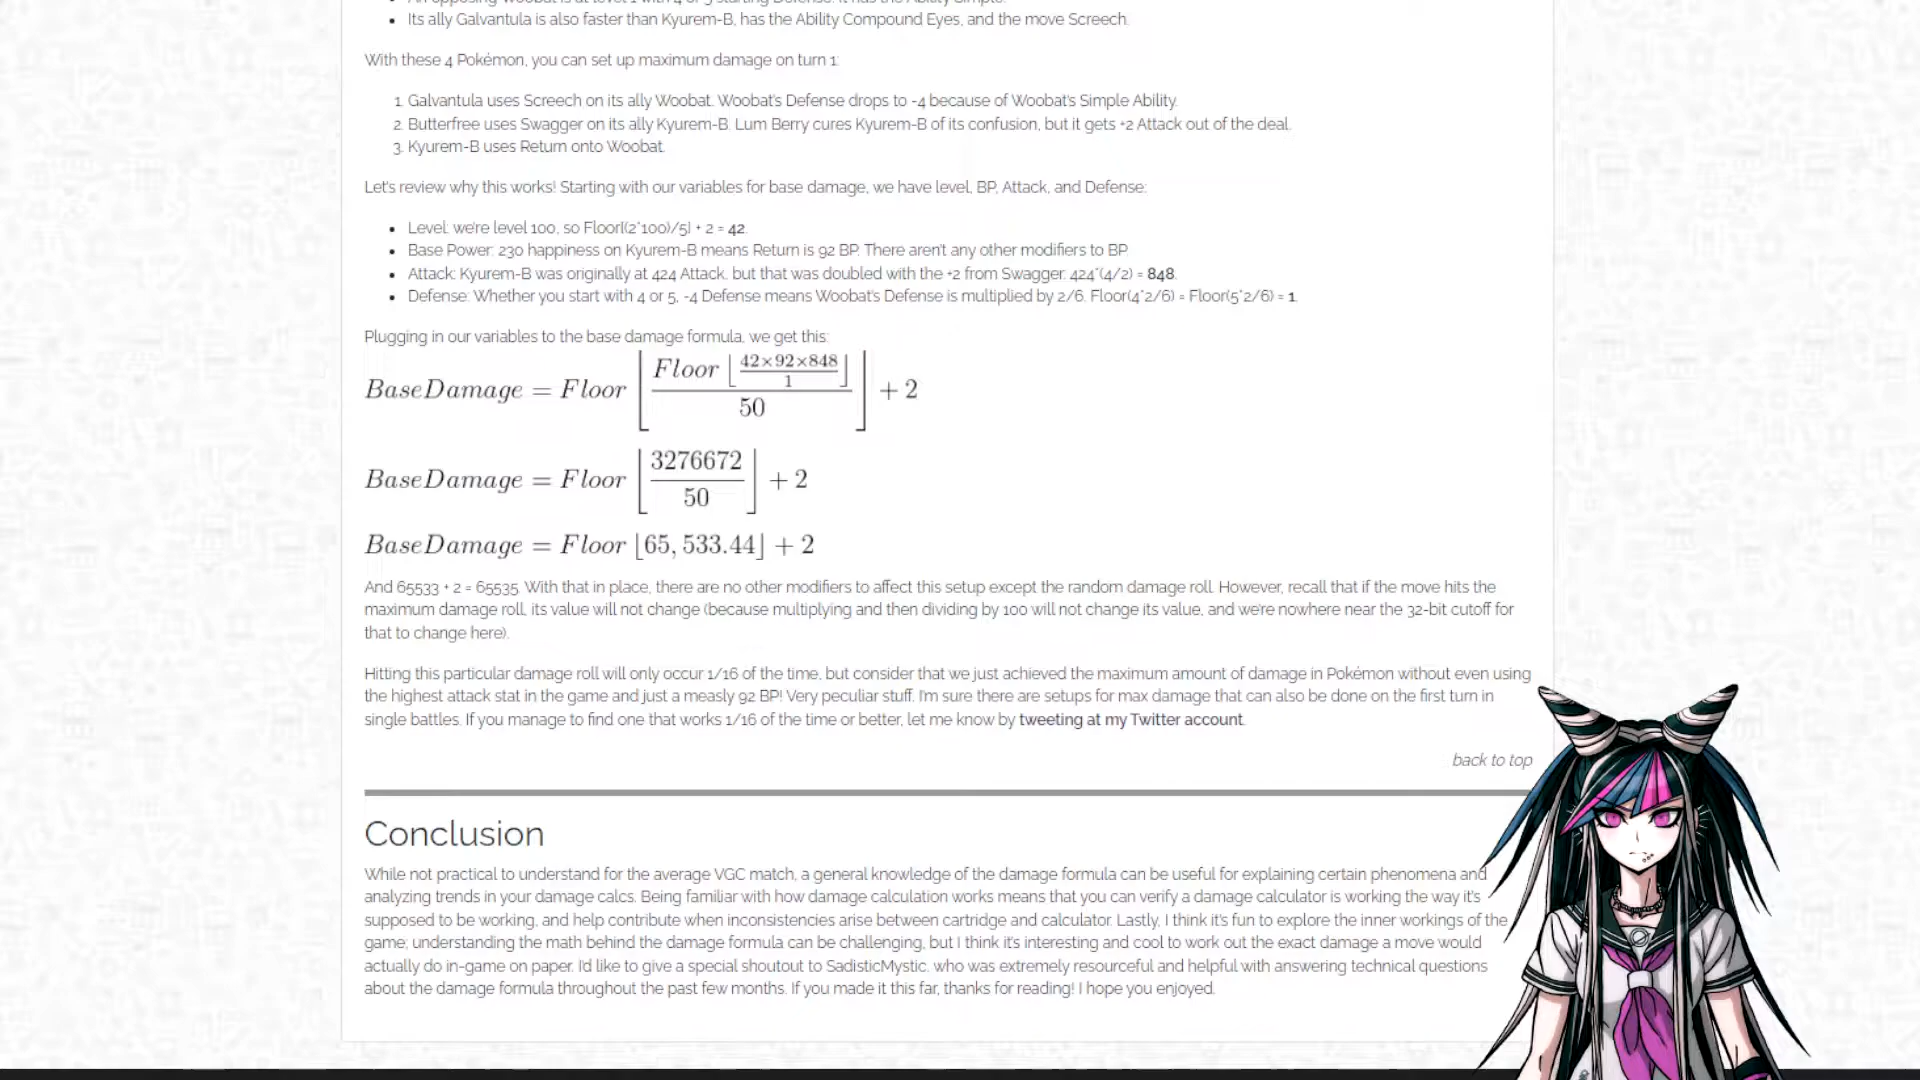 Its ally Galvantula is also faster than Kyurem-B, has the Ability Compound Eyes, and the move Screech.
With these 4 Pokémon, you can set up maximum damage on turn 1:
1. Galvantula uses Screech on its ally Woobat. Woobat's Defense drops to -4 because of Woobat's Simple Ability.
2. Butterfree uses Swagger on its ally Kyurem-B. Lum Berry cures Kyurem-B of its confusion, but it gets +2 Attack out of the deal.
3. Kyurem-B uses Return onto Woobat.
Let's review why this works! Starting with our variables for base damage, we have level, BP, Attack, and Defense:
Level: we're level 100, so Floor[(2*100)/5] + 2 = 42.
Base Power: 230 happiness on Kyurem-B means Return is 92 BP. There aren't any other modifiers to BP.
Attack: Kyurem-B was originally at 424 Attack, but that was doubled with the +2 from Swagger. 424*(4/2) = 848.
Defense: Whether you start with 4 or 5, -4 Defense means Woobat's Defense is multiplied by 2/6. Floor(4*2/6) = Floor(5*2/6) = 1.
Plugging in our variables to the base damage formula, we get this:
BaseDamage = Floor ⌊Floor ⌊42×92×848/1⌋/50⌋ + 2
BaseDamage = Floor ⌊3276672/50⌋ + 2
BaseDamage = Floor ⌊65,533.44⌋ + 2
And 65533 + 2 = 65535. With that in place, there are no other modifiers to affect this setup except the random damage roll. However, recall that if the move hits the
maximum damage roll, its value will not change (because multiplying and then dividing by 100 will not change its value, and we're nowhere near the 32-bit cutoff for
that to change here).
Hitting this particular damage roll will only occur 1/16 of the time, but consider that we just achieved the maximum amount of damage in Pokémon without even using
the highest attack stat in the game and just a measly 92 BP! Very peculiar stuff. I'm sure there are setups for max damage that can also be done on the first turn in
single battles. If you manage to find one that works 1/16 of the time or better, let me know by tweeting at my Twitter account.
back to top
Conclusion
While not practical to understand for the average VGC match, a general knowledge of the damage formula can be useful for explaining certain phenomena and
analyzing trends in your damage calcs. Being familiar with how damage calculation works means that you can verify a damage calculator is working the way it's
supposed to be working, and help contribute when inconsistencies arise between cartridge and calculator. Lastly, I think it's fun to explore the inner workings of the
game; understanding the math behind the damage formula can be challenging, but I think it's interesting and cool to work out the exact damage a move would
actually do in-game on paper. I'd like to give a special shoutout to SadisticMystic, who was extremely resourceful and helpful with answering technical questions
about the damage formula throughout the past few months. If you made it this far, thanks for reading! I hope you enjoyed.